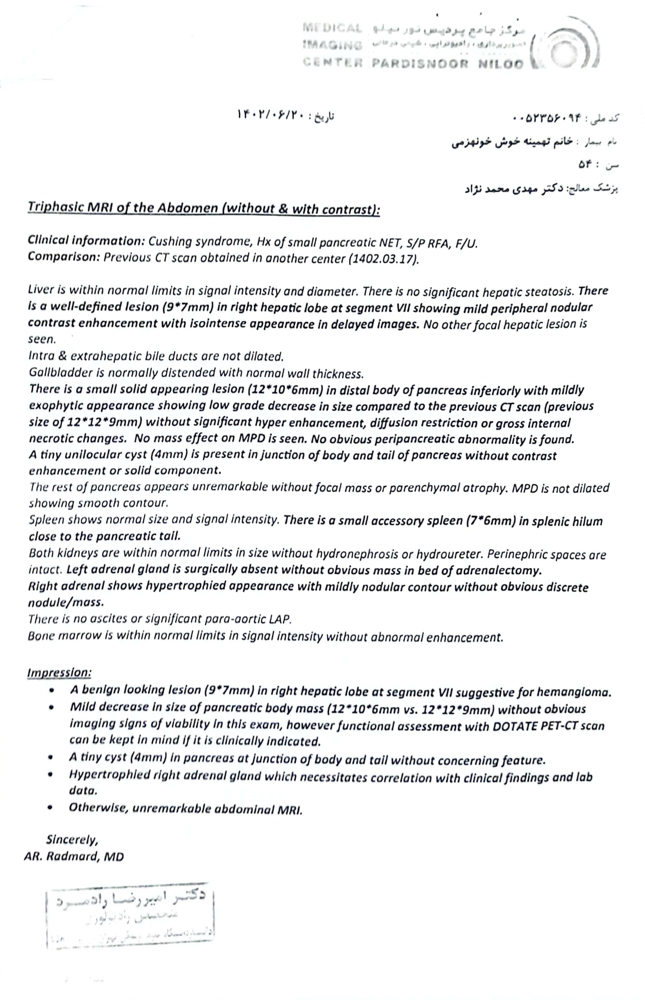 MEDICAL مرکز جامع پردیس نور نیلو
IMAGING تصویربرداری، رادیوتراپی، شیمی درمانی
CENTER PARDISNOOR NILOO
کد ملی : ۰۰۵۲۳۵۶۰۹۴
تاریخ : ۱۴۰۲/۰۶/۲۰
نام بیمار : خانم تهمینه خوش خونهزمی
سن : ۵۴
پزشک معالج: دکتر مهدی محمد نژاد
Triphasic MRI of the Abdomen (without & with contrast):
Clinical information: Cushing syndrome, Hx of small pancreatic NET, S/P RFA, F/U.
Comparison: Previous CT scan obtained in another center (1402.03.17).
Liver is within normal limits in signal intensity and diameter. There is no significant hepatic steatosis. There
is a well-defined lesion (9*7mm) in right hepatic lobe at segment VII showing mild peripheral nodular
contrast enhancement with isointense appearance in delayed images. No other focal hepatic lesion is
seen.
Intra & extrahepatic bile ducts are not dilated.
Gallbladder is normally distended with normal wall thickness.
There is a small solid appearing lesion (12*10*6mm) in distal body of pancreas inferiorly with mildly
exophytic appearance showing low grade decrease in size compared to the previous CT scan (previous
size of 12*12*9mm) without significant hyper enhancement, diffusion restriction or gross internal
necrotic changes. No mass effect on MPD is seen. No obvious peripancreatic abnormality is found.
A tiny unilocular cyst (4mm) is present in junction of body and tail of pancreas without contrast
enhancement or solid component.
The rest of pancreas appears unremarkable without focal mass or parenchymal atrophy. MPD is not dilated
showing smooth contour.
Spleen shows normal size and signal intensity. There is a small accessory spleen (7*6mm) in splenic hilum
close to the pancreatic tail.
Both kidneys are within normal limits in size without hydronephrosis or hydroureter. Perinephric spaces are
intact. Left adrenal gland is surgically absent without obvious mass in bed of adrenalectomy.
Right adrenal shows hypertrophied appearance with mildly nodular contour without obvious discrete
nodule/mass.
There is no ascites or significant para-aortic LAP.
Bone marrow is within normal limits in signal intensity without abnormal enhancement.
Impression:
• A benign looking lesion (9*7mm) in right hepatic lobe at segment VII suggestive for hemangioma.
• Mild decrease in size of pancreatic body mass (12*10*6mm vs. 12*12*9mm) without obvious
imaging signs of viability in this exam, however functional assessment with DOTATE PET-CT scan
can be kept in mind if it is clinically indicated.
• A tiny cyst (4mm) in pancreas at junction of body and tail without concerning feature.
• Hypertrophied right adrenal gland which necessitates correlation with clinical findings and lab
data.
• Otherwise, unremarkable abdominal MRI.
Sincerely,
AR. Radmard, MD
دکتر امیررضا رادمرد
متخصص رادیولوژی